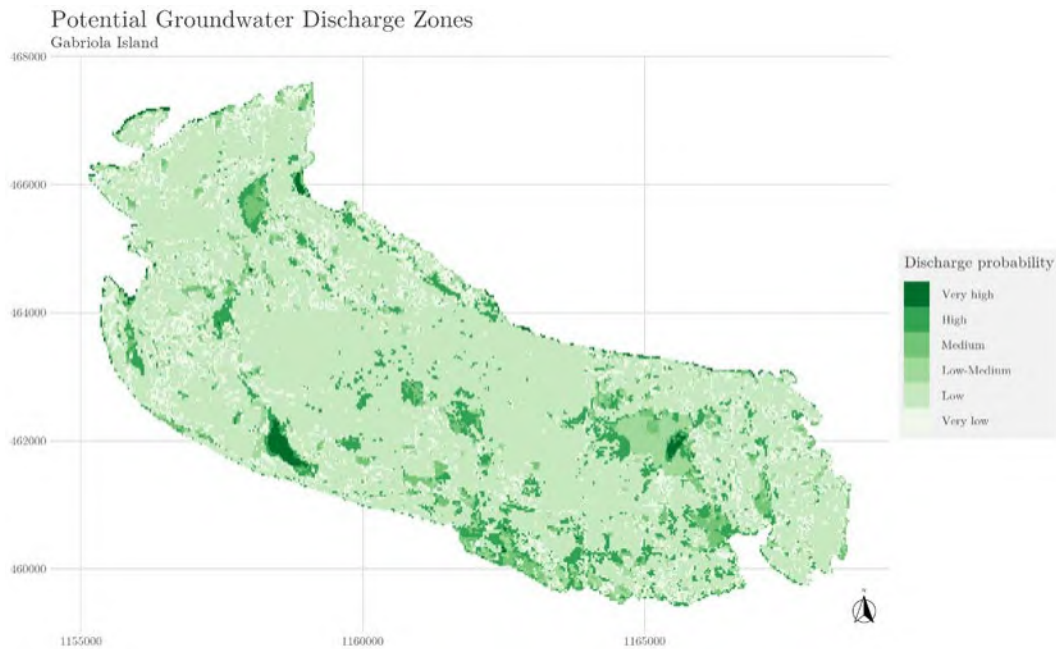 Potential Groundwater Discharge Zones
Gabriola Island
468000
466000
464000
462000
460000
1155000
1160000
1165000
Discharge probability
Very high
High
Medium
Low-Medium
Low
Very low